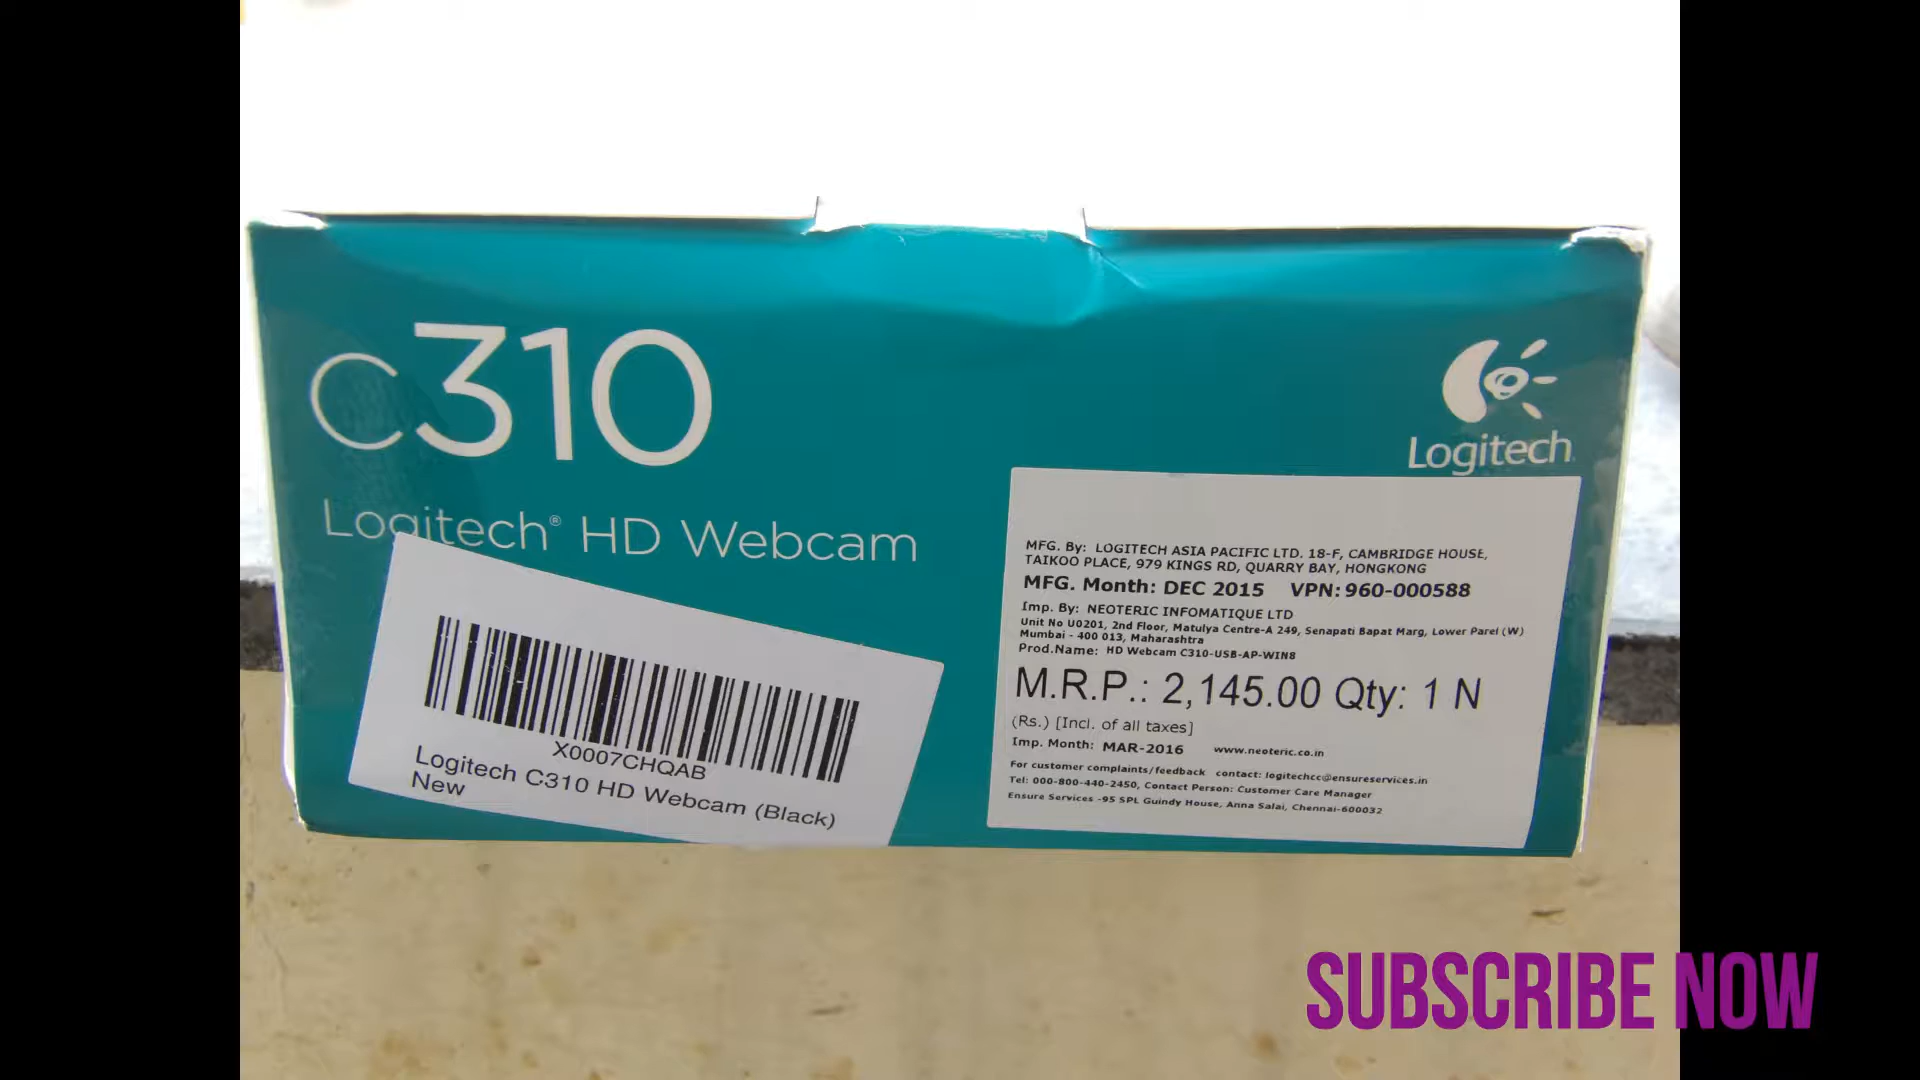 c310
Logitech® HD Webcam
Logitech
X0007CHQAB
Logitech C310 HD Webcam (Black)
New
MFG. By: LOGITECH ASIA PACIFIC LTD. 18-F, CAMBRIDGE HOUSE,
TAIKOO PLACE, 979 KINGS RD, QUARRY BAY, HONGKONG
MFG. Month: DEC 2015 VPN: 960-000588
Imp. By: NEOTERIC INFOMATIQUE LTD
Unit No U0201, 2nd Floor, Matulya Centre-A 249, Senapati Bapat Marg, Lower Parel (W)
Mumbai - 400 013, Maharashtra
Prod.Name: HD Webcam C310-USB-AP-WIN8
M.R.P.: 2,145.00 Qty: 1 N
(Rs.) [Incl. of all taxes]
Imp. Month: MAR-2016 www.neoteric.co.in
For customer complaints/feedback contact: logitechcc@ensureservices.in
Tel: 000-800-440-2450, Contact Person: Customer Care Manager
Ensure Services -95 SPL Guindy House, Anna Salai, Chennai-600032
SUBSCRIBE NOW